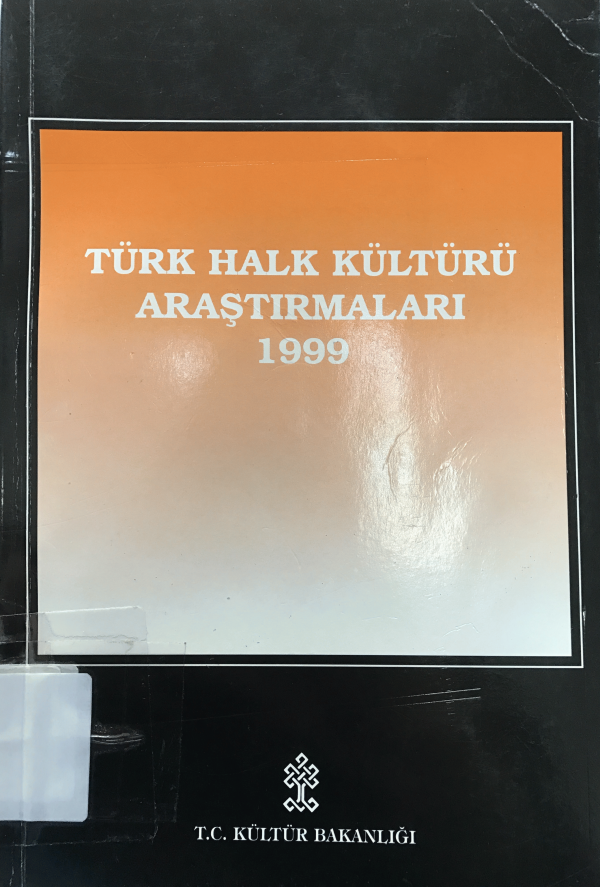 TÜRK HALK KÜLTÜRÜ
ARAŞTIRMALARI
1999
T.C. KÜLTÜR BAKANLIĞI